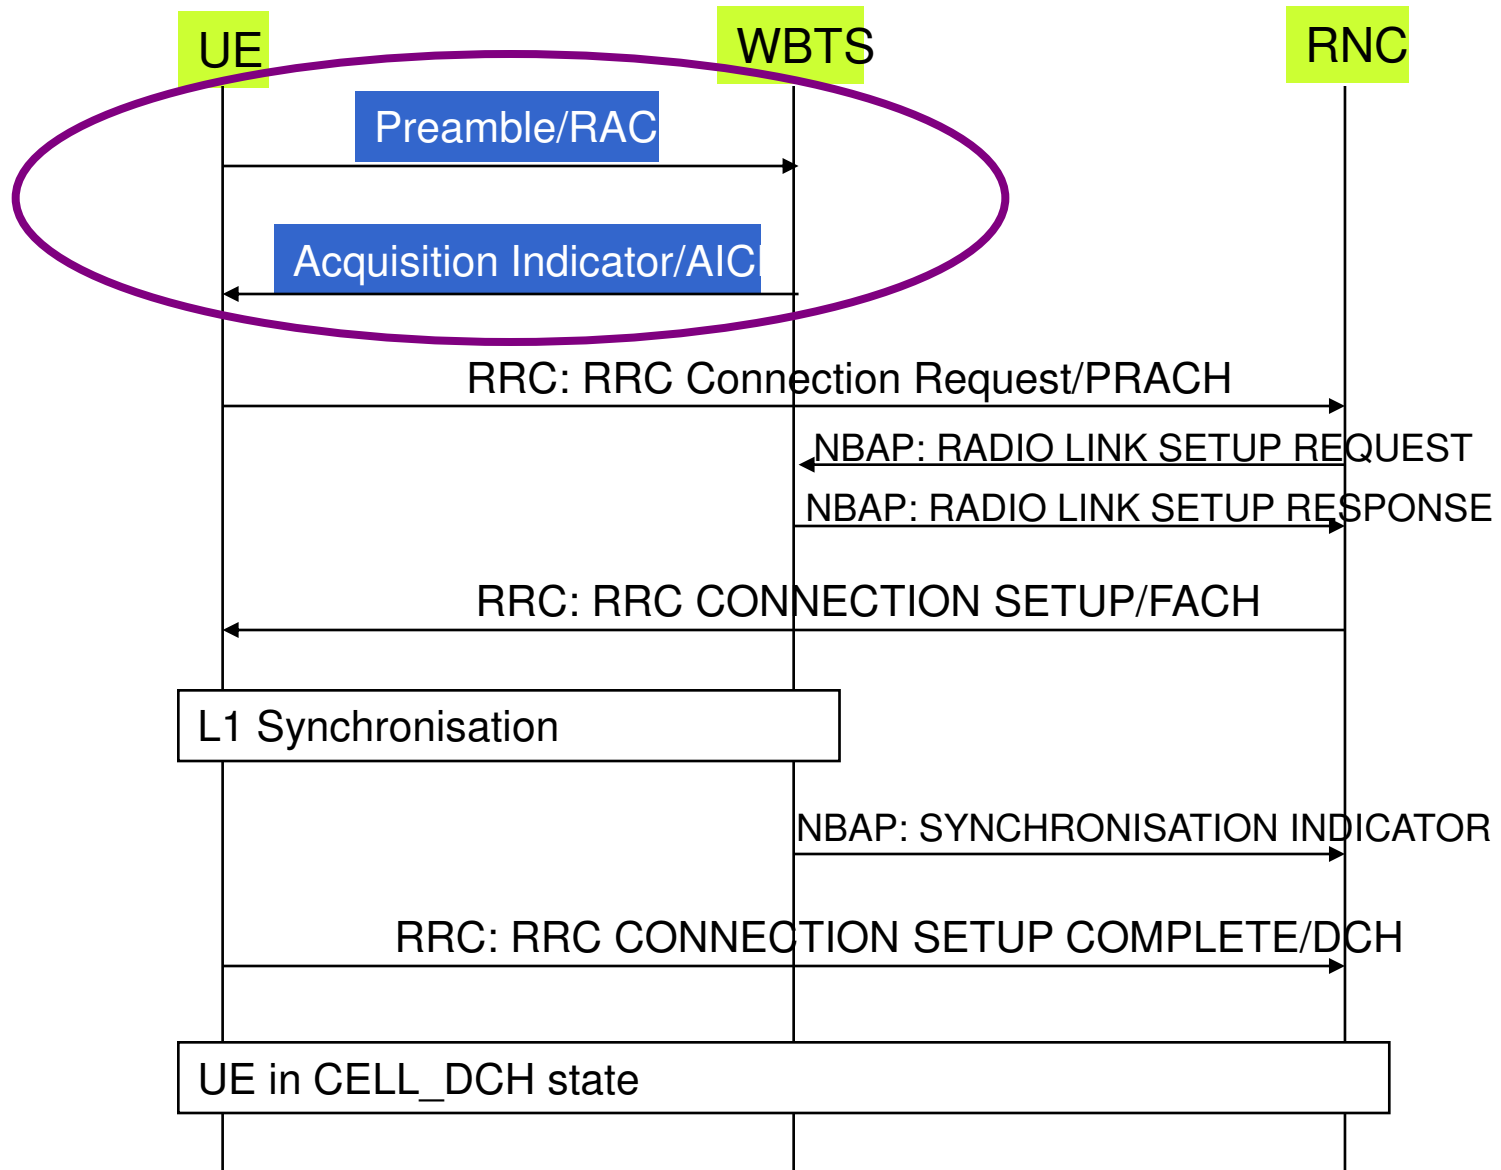 UE
WBTS
RNC
Preamble/RAC
Acquisition Indicator/AIC
RRC: RRC Connection Request/PRACH
NBAP: RADIO LINK SETUP REQUEST
NBAP: RADIO LINK SETUP RESPONSE
RRC: RRC CONNECTION SETUP/FACH
L1 Synchronisation
NBAP: SYNCHRONISATION INDICATOR
RRC: RRC CONNECTION SETUP COMPLETE/DCH
UE in CELL_DCH state